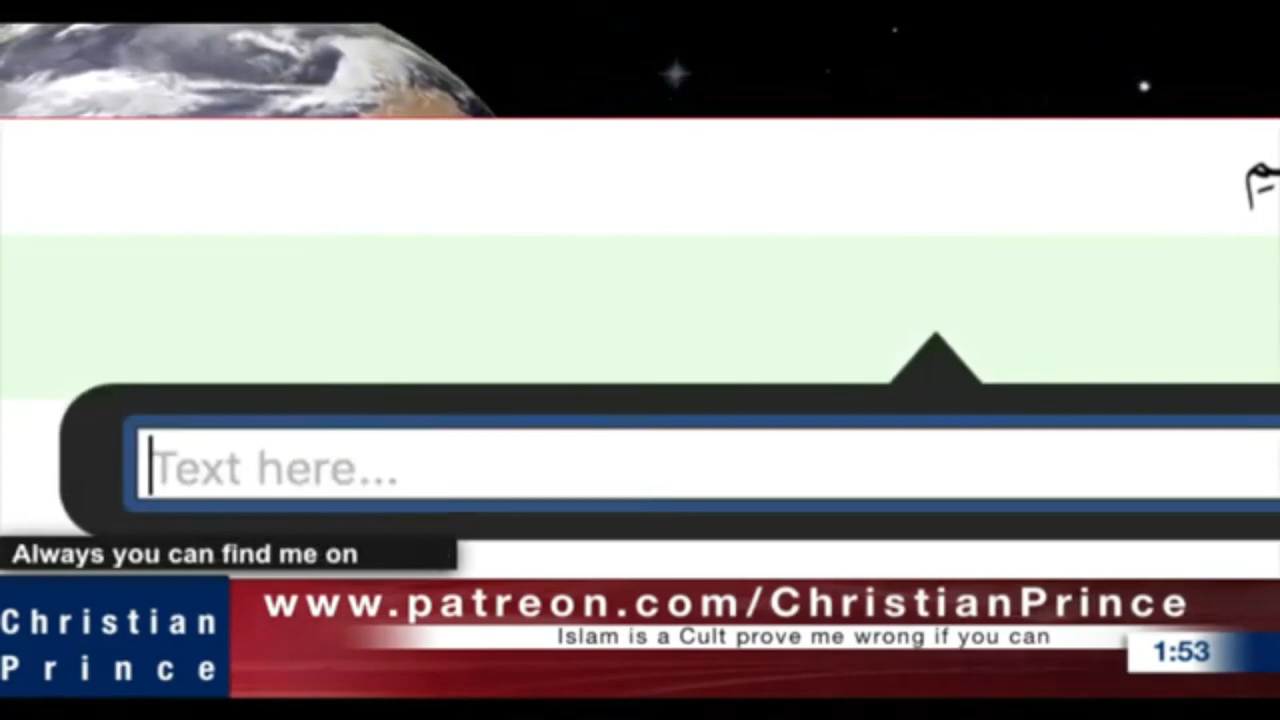 Text here...
Always you can find me on
Christian
Prince
www.patreon.com/ChristianPrince
Islam is a Cult prove me wrong if you can
1:53